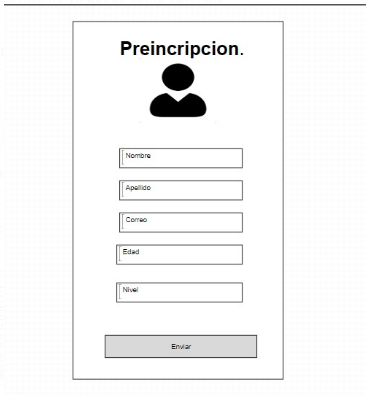 Preincripcion.
Nombre
Apellido
Correo
Edad
Nivel
Enviar